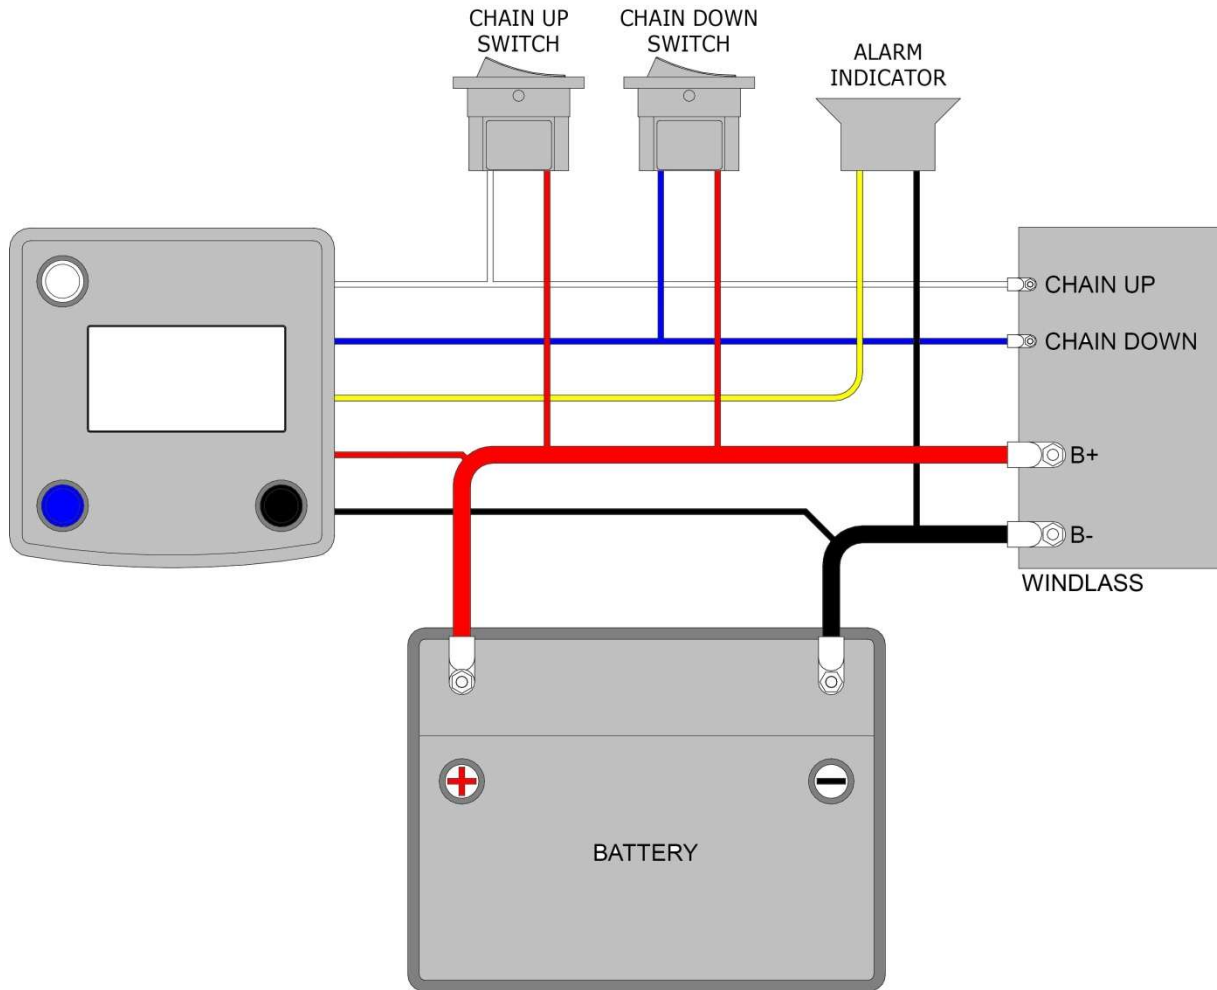 CHAIN UP
SWITCH
CHAIN DOWN
SWITCH
ALARM
INDICATOR
CHAIN UP
CHAIN DOWN
B+
B-
WINDLASS
BATTERY